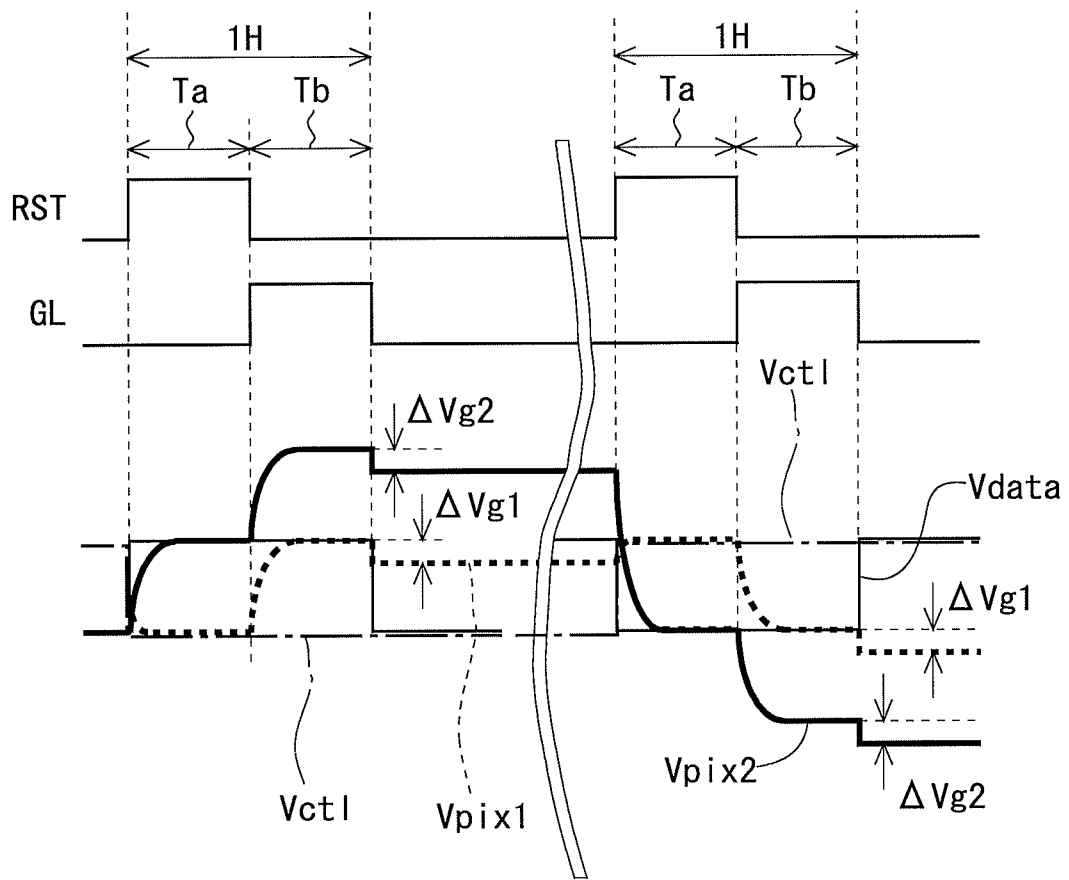 1H 1H
Ta Tb Ta Tb
RST
GL
Vctl
ΔVg2
Vdata
ΔVg1
ΔVg1
Vpix2
ΔVg2
Vctl Vpix1